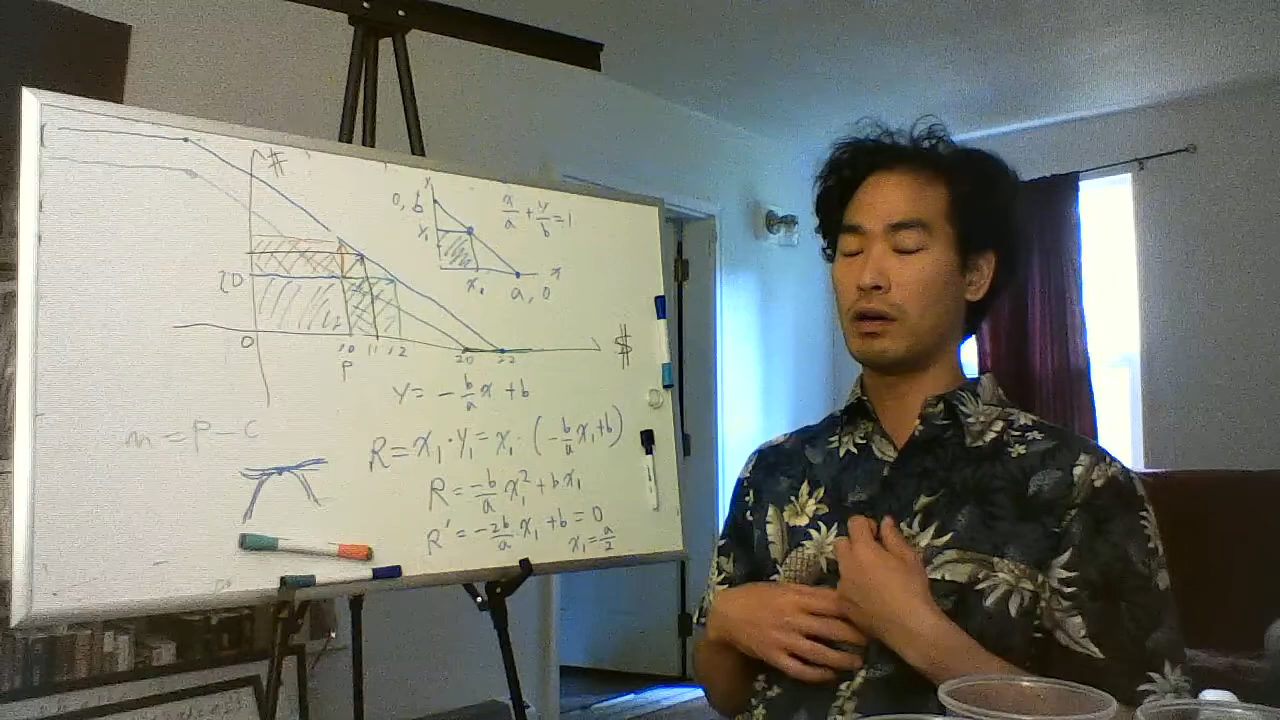 $
20
0
10 11 12 20 22
P
$
y
0, b
x/a + y/b = 1
x
x₁
a, 0
Y = -b/a x + b
m = P - C
R = x₁ · Y₁ = x₁ · (-b/a x₁ + b)
R = -b/a x₁² + b x₁
R' = -2b/a x₁ + b = 0
x₁ = a/2